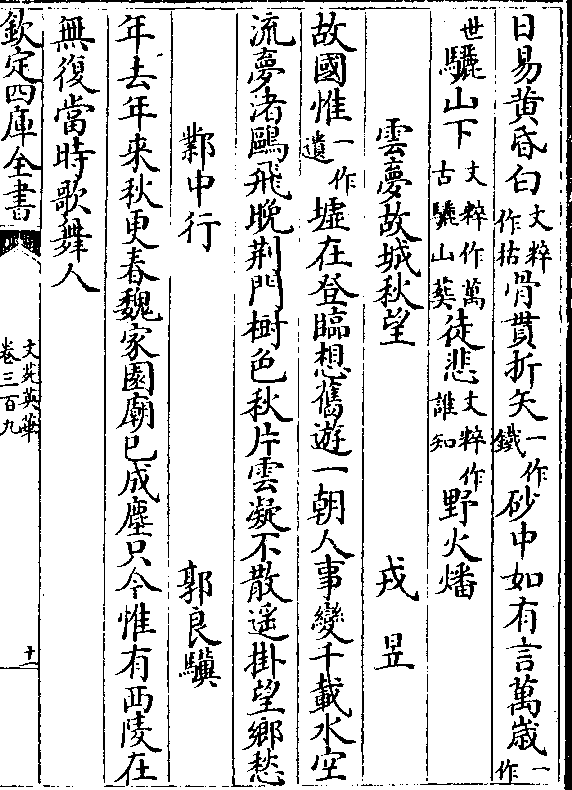 日易黃昏白文粹作枯骨貫折矢一作鐵砂中如有言萬歲一作
世驪山下文粹作萬古驪山葬徒悲文粹作誰知野火燔
雲夢故城秋望 戎昱
故國惟一作遺墟在登臨想舊遊一朝人事變千載水空
流夢渚鷗飛晚荆門樹色秋片雲凝不散遥掛望鄉愁
鄴中行 郭良驥
年去年來秋更春魏家園廟已成塵只今惟有西陵在
無復當時歌舞人
欽定四庫全書 文苑英華 卷三百九 十一